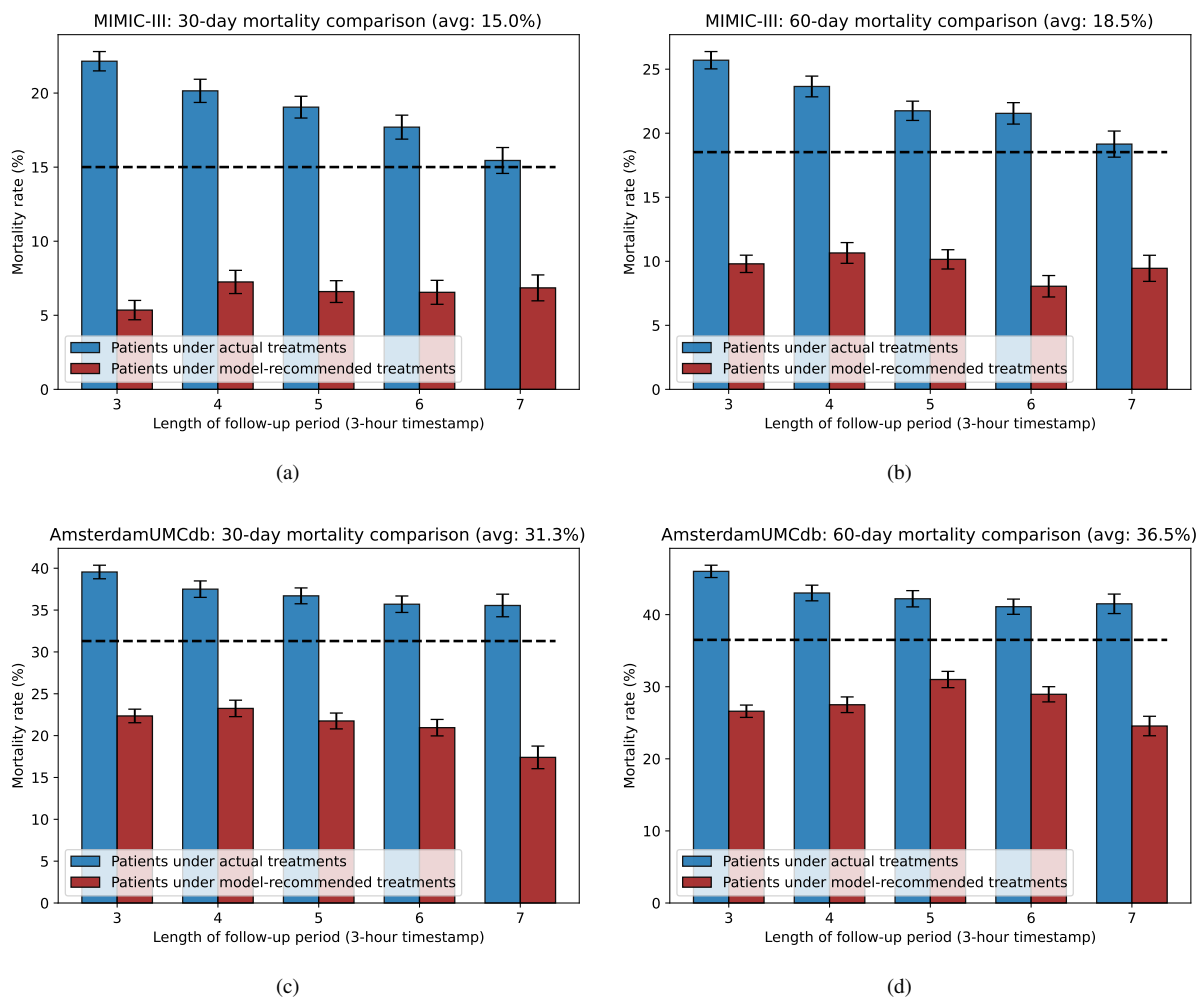 MIMIC-III: 30-day mortality comparison (avg: 15.0%)
Mortality rate (%)
20
15
10
5
0
Patients under actual treatments
Patients under model-recommended treatments
3 4 5 6 7
Length of follow-up period (3-hour timestamp)
(a)
MIMIC-III: 60-day mortality comparison (avg: 18.5%)
Mortality rate (%)
25
20
15
10
5
0
Patients under actual treatments
Patients under model-recommended treatments
3 4 5 6 7
Length of follow-up period (3-hour timestamp)
(b)
AmsterdamUMCdb: 30-day mortality comparison (avg: 31.3%)
Mortality rate (%)
40
35
30
25
20
15
10
5
0
Patients under actual treatments
Patients under model-recommended treatments
3 4 5 6 7
Length of follow-up period (3-hour timestamp)
(c)
AmsterdamUMCdb: 60-day mortality comparison (avg: 36.5%)
Mortality rate (%)
40
30
20
10
0
Patients under actual treatments
Patients under model-recommended treatments
3 4 5 6 7
Length of follow-up period (3-hour timestamp)
(d)